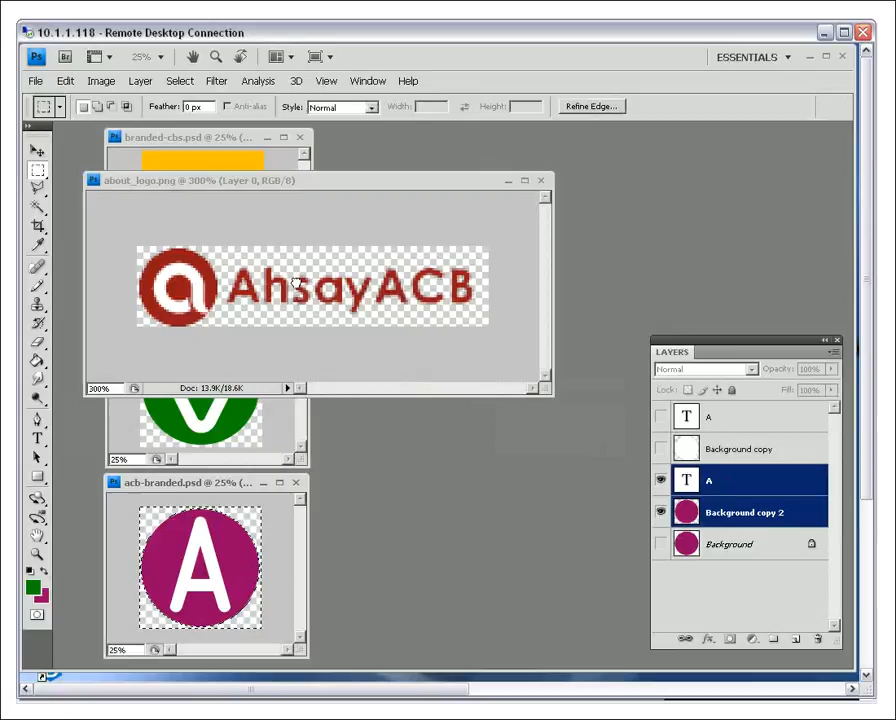 10.1.1.118 - Remote Desktop Connection
Ps Br 25% ESSENTIALS
File Edit Image Layer Select Filter Analysis 3D View Window Help
Feather: 0 px Anti-alias Style: Normal Width: Height: Refine Edge...
Ps branded-cbs.psd @ 25% (...
Ps about_logo.png @ 300% (Layer 0, RGB/8)
a AhsayACB
300% Doc: 13.9K/18.6K
25%
Ps acb-branded.psd @ 25% (...
A
25%
LAYERS
Normal Opacity: 100%
Lock: Fill: 100%
T A
Background copy
T A
Background copy 2
Background